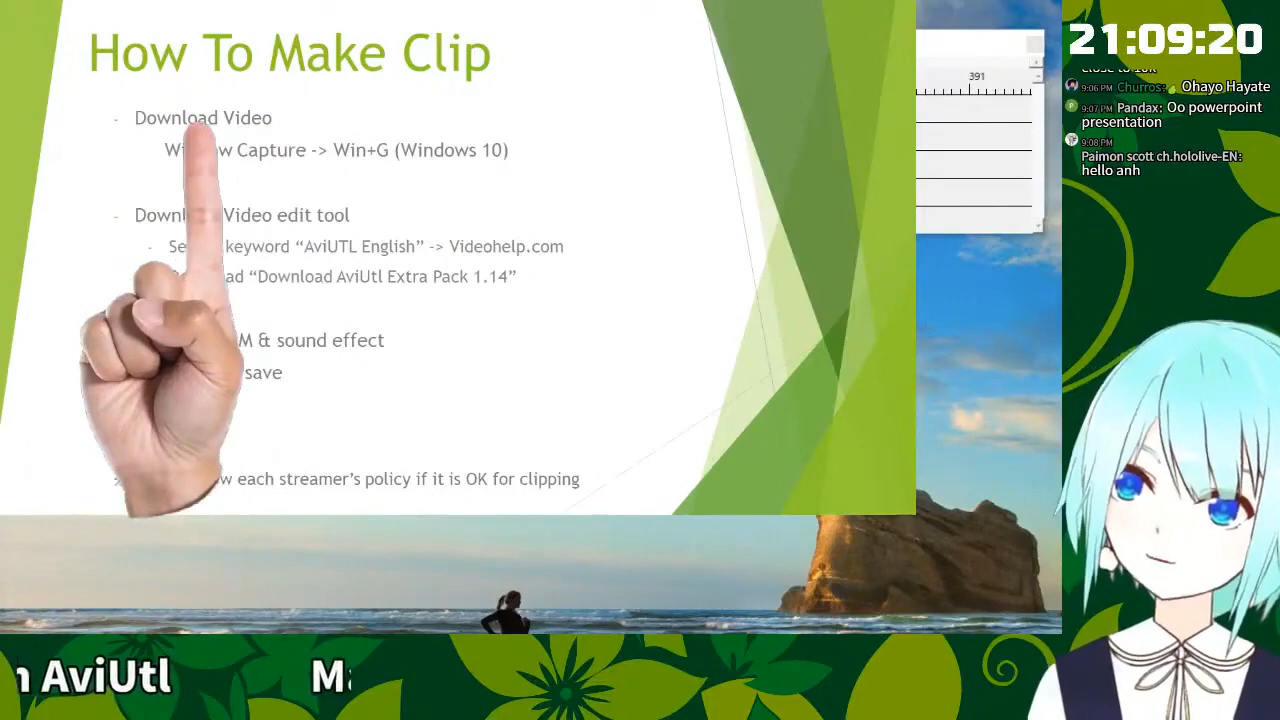 How To Make Clip
- Download Video
Capture -> Win+G (Windows 10)
- Video edit tool
- keyword “AviUTL English” -> Videohelp.com
“Download AviUtl Extra Pack 1.14”
& sound effect
save
each streamer’s policy if it is OK for clipping
391
21:09:20
close to 10k
9:06 PM Churros: Ohayo Hayate
9:07 PM Pandax: Oo powerpoint
presentation
9:08 PM
Paimon scott ch.hololive-EN:
hello anh
AviUtl